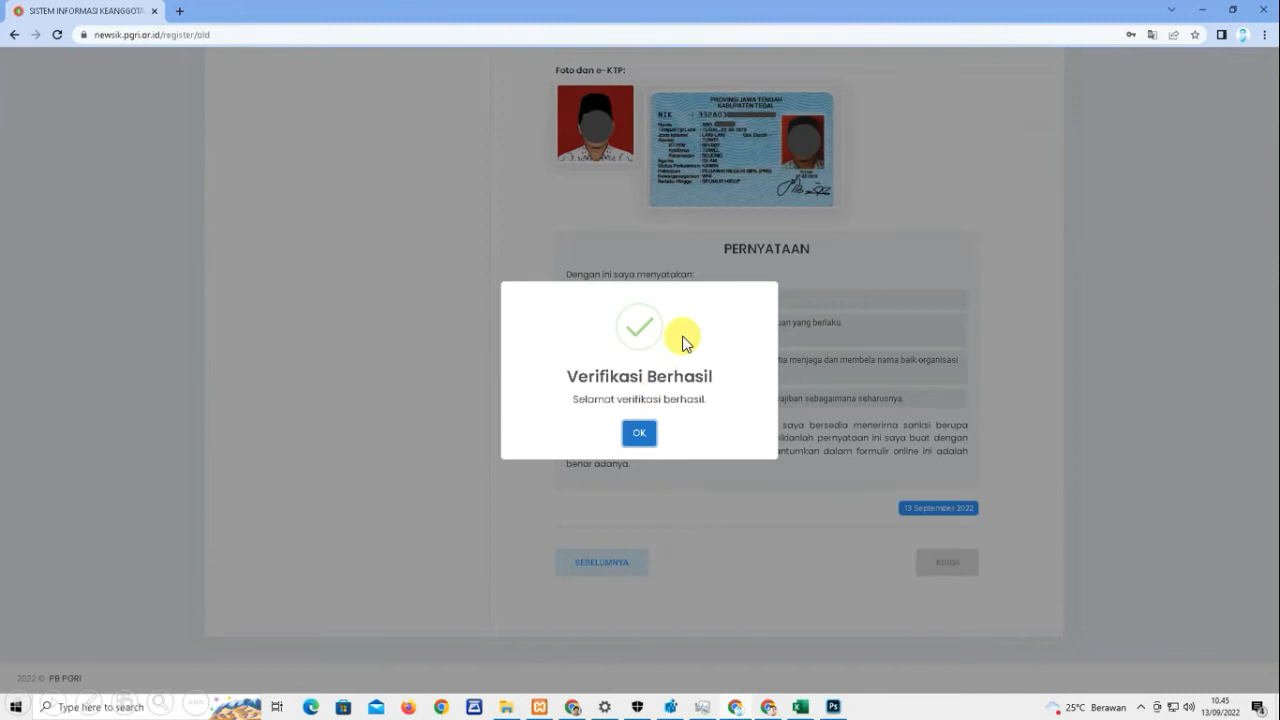 SISTEM INFORMASI KEANGGOTA
newsik.pgri.or.id/register/old
Foto dan e-KTP:
PROVINSI JAWA TENGAH
KABUPATEN TEGAL
NIK : 332803
PERNYATAAN
Dengan ini saya menyatakan:
uan yang berlaku.
tia menjaga dan membela nama baik organisasi
ajiban sebagaimana seharusnya.
saya bersedia menerima sanksi berupa
ikianlah pernyataan ini saya buat dengan
antumkan dalam formulir online ini adalah
benar adanya.
Verifikasi Berhasil
Selamat verifikasi berhasil.
OK
13 September 2022
SEBELUMNYA
KIRIM
2022 © PB PGRI
Type here to search
25°C Berawan
10.45
13/09/2022